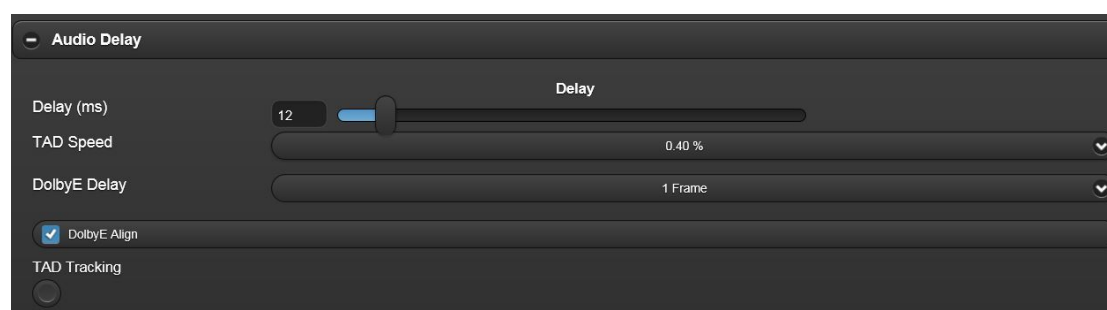 Audio Delay
Delay
Delay (ms)
12
TAD Speed
0.40 %
DolbyE Delay
1 Frame
DolbyE Align
TAD Tracking